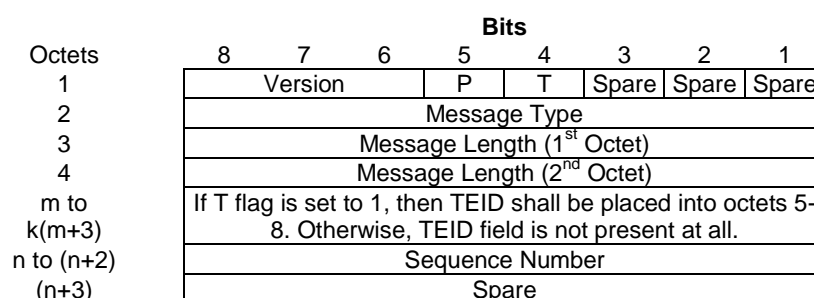 Bits
Octets 8 7 6 5 4 3 2 1
1 Version P T Spare Spare Spare
2 Message Type
3 Message Length (1st Octet)
4 Message Length (2nd Octet)
m to If T flag is set to 1, then TEID shall be placed into octets 5-
k(m+3) 8. Otherwise, TEID field is not present at all.
n to (n+2) Sequence Number
(n+3) Spare